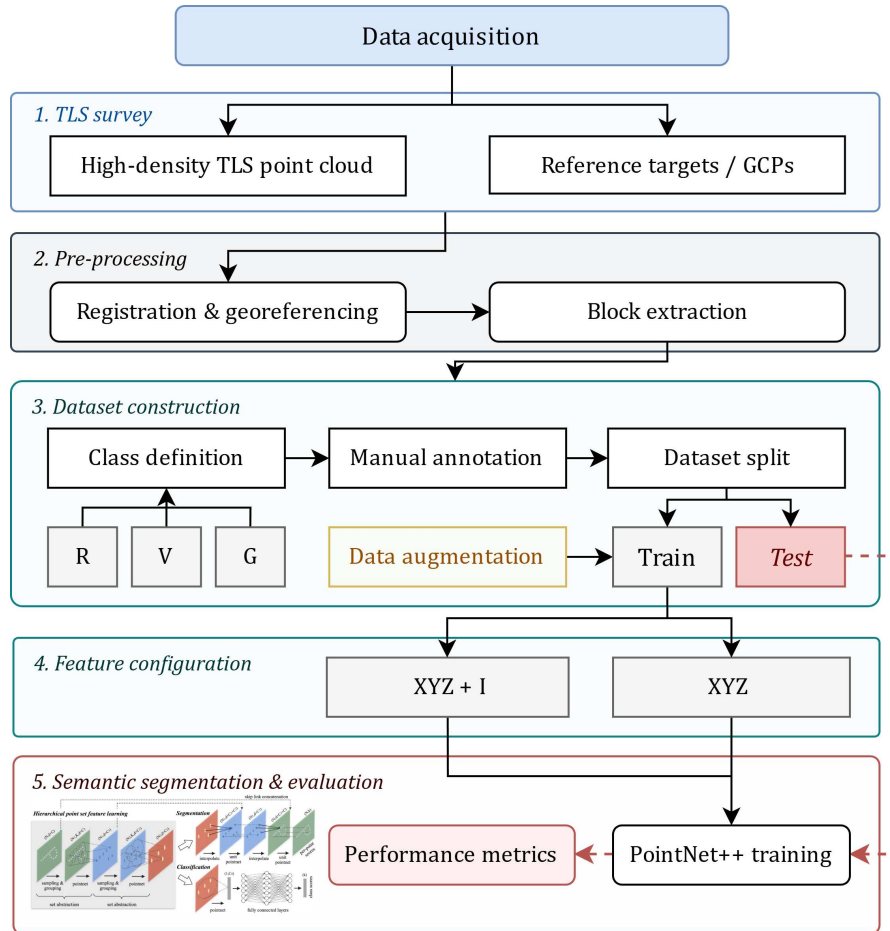 Data acquisition
1. TLS survey
High-density TLS point cloud
Reference targets / GCPs
2. Pre-processing
Registration & georeferencing
Block extraction
3. Dataset construction
Class definition
Manual annotation
Dataset split
R
V
G
Data augmentation
Train
Test
4. Feature configuration
XYZ + I
XYZ
5. Semantic segmentation & evaluation
skip link concatenation
Hierarchical point set feature learning
Segmentation
interpolate
unit
pointnet
interpolate
unit
pointnet
Classification
sampling &
grouping
pointnet
sampling &
grouping
pointnet
set abstraction
set abstraction
pointnet
fully connected layers
Performance metrics
PointNet++ training